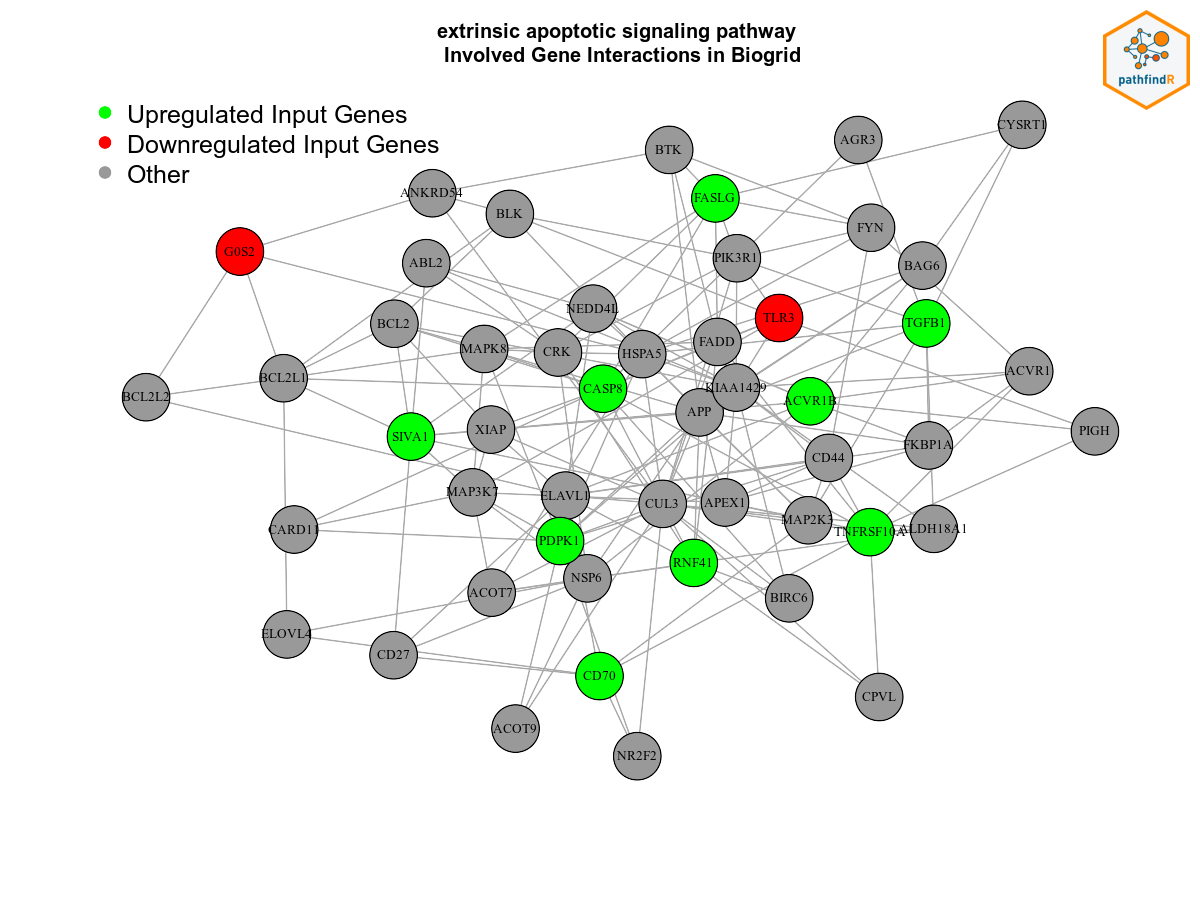 extrinsic apoptotic signaling pathway
Involved Gene Interactions in Biogrid
pathfindR
Upregulated Input Genes
Downregulated Input Genes
Other
CYSRT1
AGR3
BTK
ANKRD54
FASLG
BLK
FYN
G0S2
PIK3R1
ABL2
BAG6
NEDD4L
TLR3
BCL2
TGFB1
FADD
MAPK8
CRK
HSPA5
ACVR1
BCL2L1
CASP8
KIAA1429
BCL2L2
ACVR1B
APP
SIVA1
XIAP
PIGH
FKBP1A
CD44
MAP3K7
ELAVL1
CUL3
APEX1
MAP2K3
CARD11
TNFRSF10A
ALDH18A1
PDPK1
RNF41
NSP6
ACOT7
BIRC6
ELOVL4
CD27
CD70
CPVL
ACOT9
NR2F2